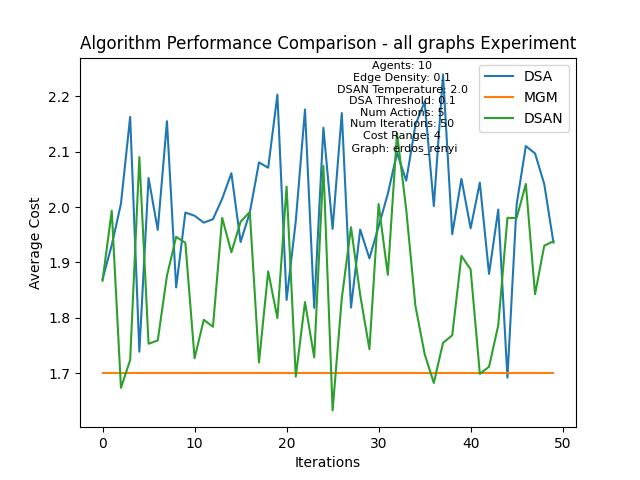 Algorithm Performance Comparison - all graphs Experiment
Agents: 10
Edge Density: 0.1
DSAN Temperature: 2.0
DSA Threshold: 0.1
Num Actions: 5
Num Iterations: 50
Cost Range: 4
Graph: erdos_renyi
DSA
MGM
DSAN
Average Cost
2.2
2.1
2.0
1.9
1.8
1.7
0 10 20 30 40 50
Iterations